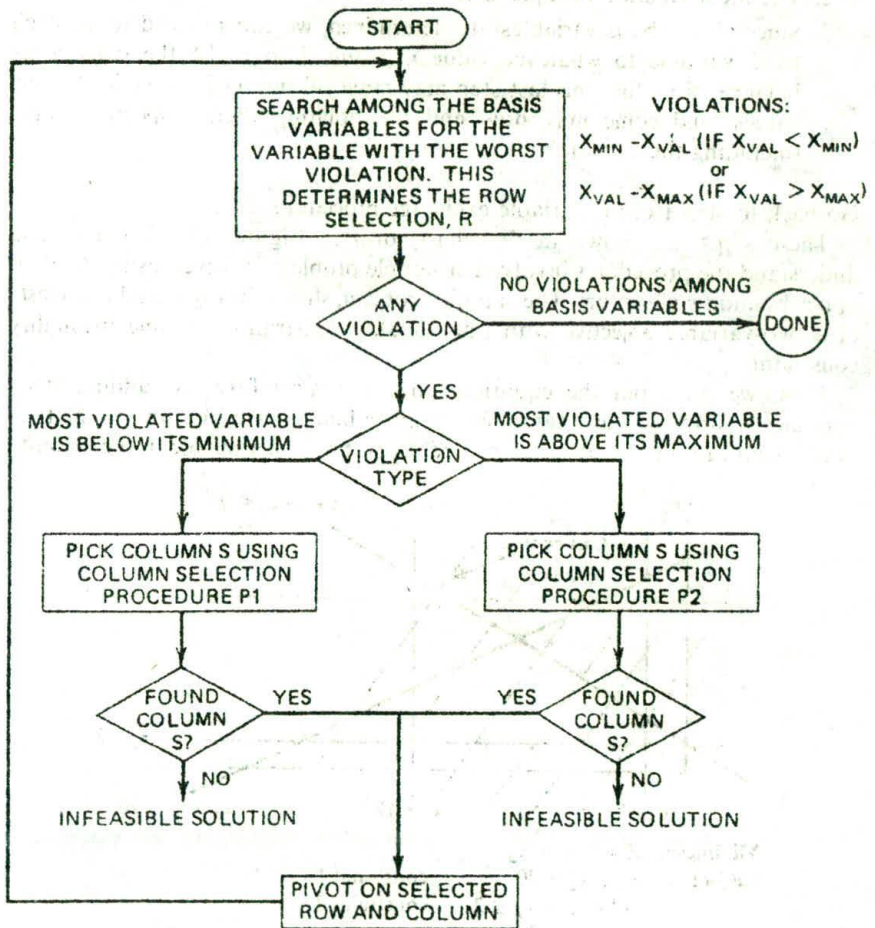 START
SEARCH AMONG THE BASIS
VARIABLES FOR THE
VARIABLE WITH THE WORST
VIOLATION. THIS
DETERMINES THE ROW
SELECTION, R
VIOLATIONS:
X_MIN -X_VAL (IF X_VAL < X_MIN)
or
X_VAL -X_MAX (IF X_VAL > X_MAX)
ANY
VIOLATION
NO VIOLATIONS AMONG
BASIS VARIABLES
DONE
YES
MOST VIOLATED VARIABLE
IS BELOW ITS MINIMUM
VIOLATION
TYPE
MOST VIOLATED VARIABLE
IS ABOVE ITS MAXIMUM
PICK COLUMN S USING
COLUMN SELECTION
PROCEDURE P1
PICK COLUMN S USING
COLUMN SELECTION
PROCEDURE P2
FOUND
COLUMN
S?
YES
YES
FOUND
COLUMN
S?
NO
NO
INFEASIBLE SOLUTION
INFEASIBLE SOLUTION
PIVOT ON SELECTED
ROW AND COLUMN